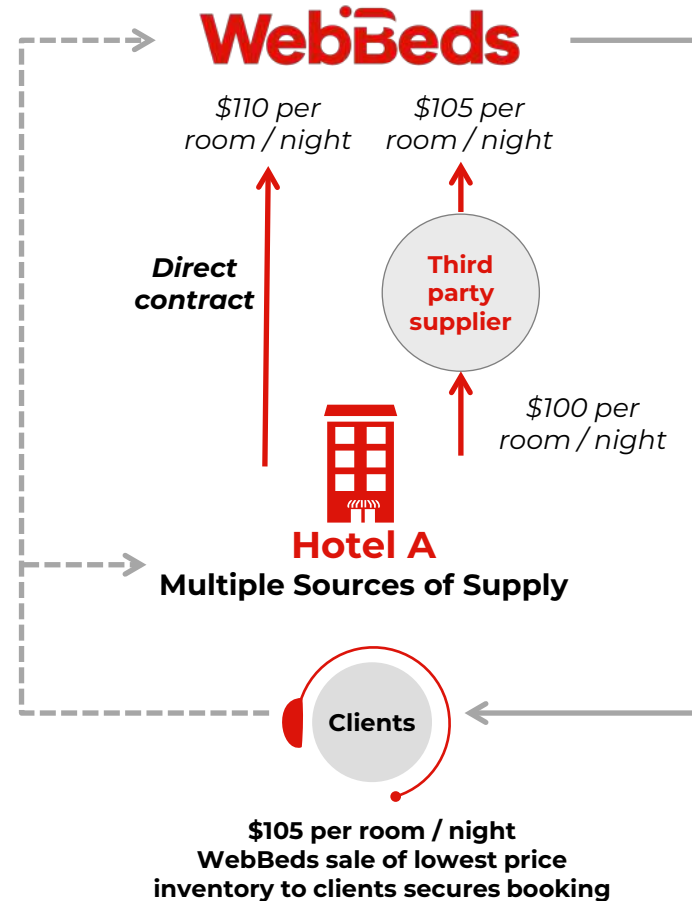 WebBeds
$110 per
room / night
$105 per
room / night
Direct
contract
Third
party
supplier
$100 per
room / night
Hotel A
Multiple Sources of Supply
Clients
$105 per room / night
WebBeds sale of lowest price
inventory to clients secures booking